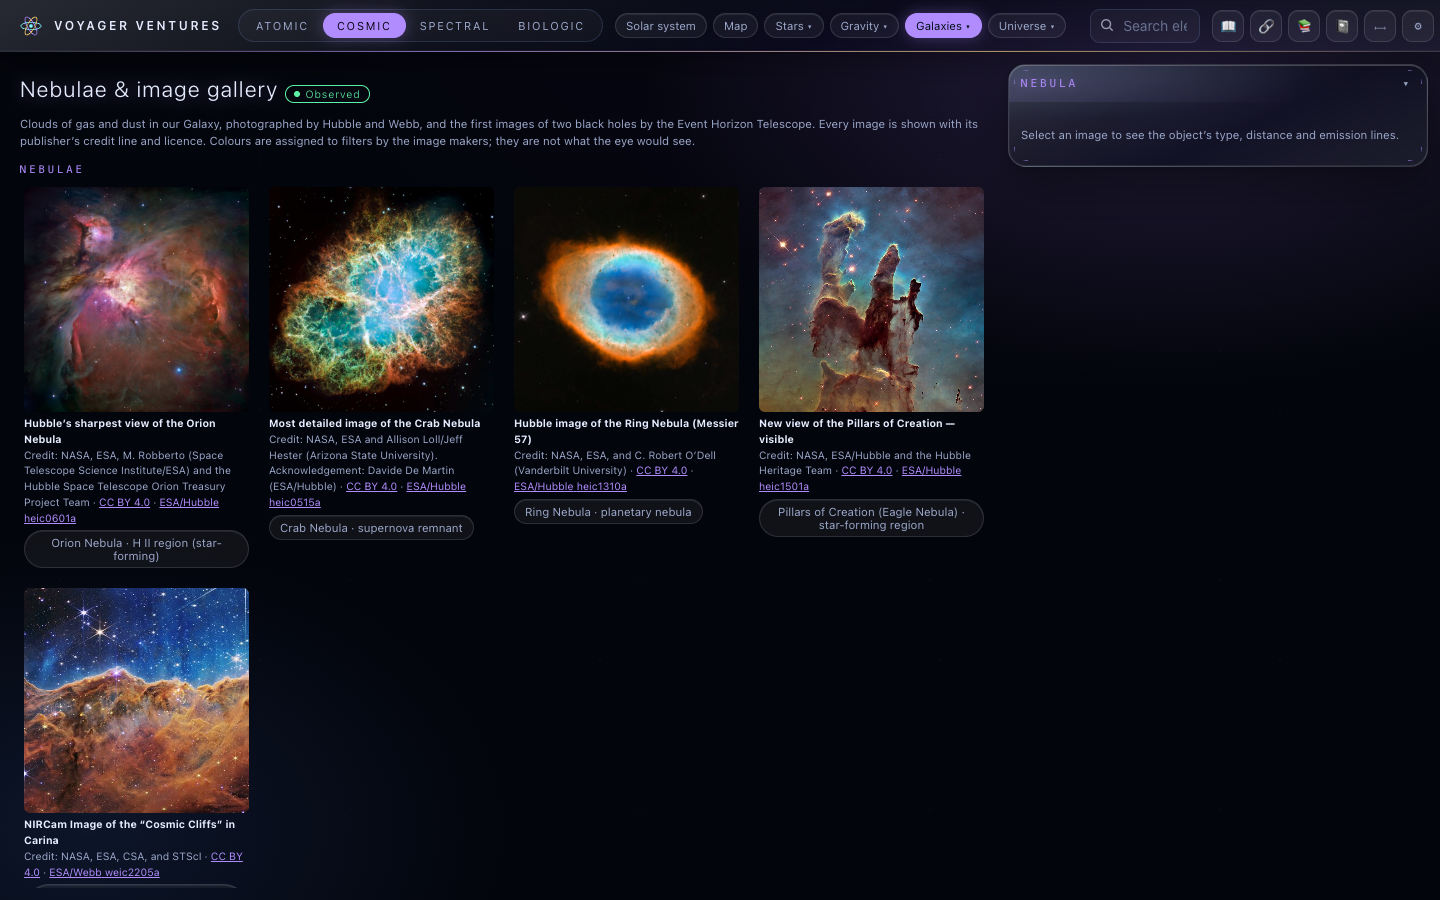 VOYAGER VENTURES
ATOMIC
COSMIC
SPECTRAL
BIOLOGIC
Solar system
Map
Stars
Gravity
Galaxies
Universe
Search ele
Nebulae & image gallery
Observed
Clouds of gas and dust in our Galaxy, photographed by Hubble and Webb, and the first images of two black holes by the Event Horizon Telescope. Every image is shown with its
publisher's credit line and licence. Colours are assigned to filters by the image makers; they are not what the eye would see.
NEBULAE
Hubble's sharpest view of the Orion
Nebula
Credit: NASA, ESA, M. Robberto (Space
Telescope Science Institute/ESA) and the
Hubble Space Telescope Orion Treasury
Project Team · CC BY 4.0 · ESA/Hubble
heic0601a
Orion Nebula · H II region (star-
forming)
Most detailed image of the Crab Nebula
Credit: NASA, ESA and Allison Loll/Jeff
Hester (Arizona State University).
Acknowledgement: Davide De Martin
(ESA/Hubble) · CC BY 4.0 · ESA/Hubble
heic0515a
Crab Nebula · supernova remnant
Hubble image of the Ring Nebula (Messier
57)
Credit: NASA, ESA, and C. Robert O'Dell
(Vanderbilt University) · CC BY 4.0 ·
ESA/Hubble heic1310a
Ring Nebula · planetary nebula
New view of the Pillars of Creation —
visible
Credit: NASA, ESA/Hubble and the Hubble
Heritage Team · CC BY 4.0 · ESA/Hubble
heic1501a
Pillars of Creation (Eagle Nebula) ·
star-forming region
NIRCam Image of the “Cosmic Cliffs” in
Carina
Credit: NASA, ESA, CSA, and STScI · CC BY
4.0 · ESA/Webb weic2205a
NEBULA
Select an image to see the object's type, distance and emission lines.